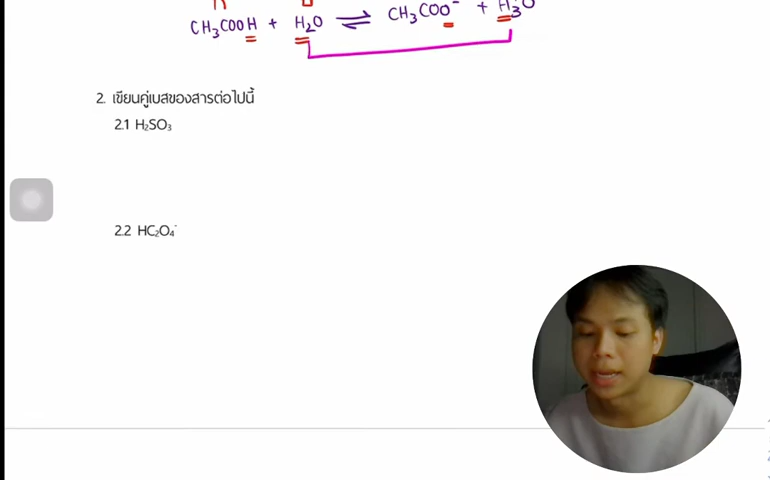 CH₃COOH + H₂O ⇌ CH₃COO⁻ + H₃O
2. เขียนคู่เบสของสารต่อไปนี้
2.1 H₂SO₃
2.2 HC₂O₄⁻